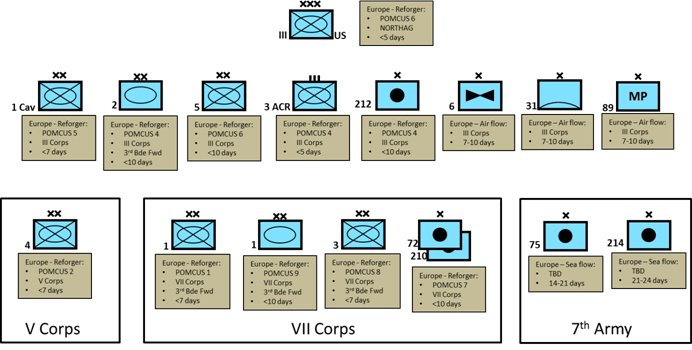 XXX
III US
Europe - Reforger:
• POMCUS 6
• NORTHAG
• <5 days
XX
1 Cav
Europe - Reforger:
• POMCUS 5
• III Corps
• <7 days
XX
2
Europe - Reforger:
• POMCUS 4
• III Corps
• 3rd Bde Fwd
• <10 days
XX
5
Europe - Reforger:
• POMCUS 6
• III Corps
• <10 days
III
3 ACR
Europe - Reforger:
• POMCUS 4
• III Corps
• <5 days
X
212
Europe - Reforger:
• POMCUS 4
• III Corps
• <10 days
X
6
Europe – Air flow:
• III Corps
• 7-10 days
X
31
Europe – Air flow:
• III Corps
• 7-10 days
X
MP
89
Europe – Air flow:
• III Corps
• 7-10 days
XX
4
Europe - Reforger:
• POMCUS 2
• V Corps
• <7 days
V Corps
XX
1
Europe - Reforger:
• POMCUS 1
• VII Corps
• 3rd Bde Fwd
• <7 days
XX
1
Europe - Reforger:
• POMCUS 9
• VII Corps
• 3rd Bde Fwd
• <10 days
XX
3
Europe - Reforger:
• POMCUS 8
• VII Corps
• 3rd Bde Fwd
• <10 days
X
72
210
Europe - Reforger:
• POMCUS 7
• VII Corps
• <10 days
VII Corps
X
75
Europe – Sea flow:
• TBD
• 14-21 days
X
214
Europe – Sea flow:
• TBD
• 21-24 days
7th Army